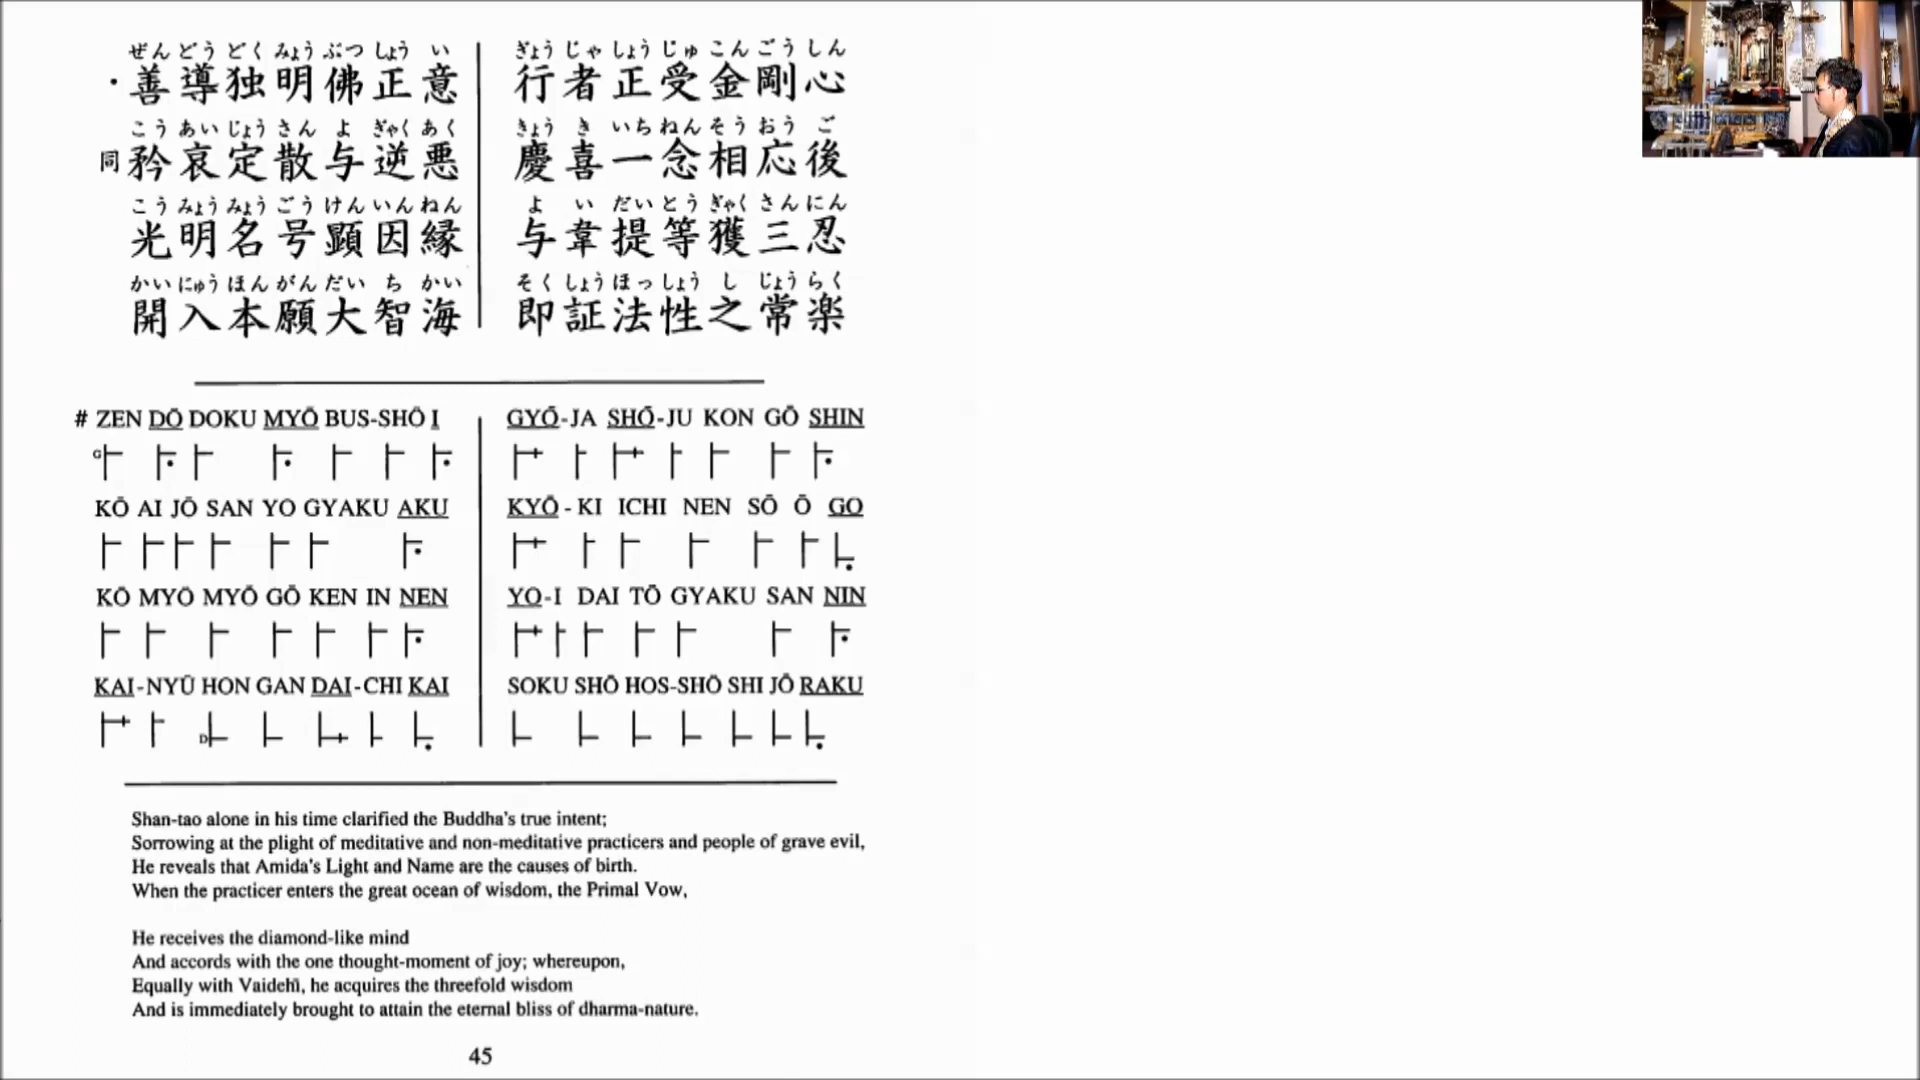 ぜん どう どく みょう ぶつ しょう い
・善導独明佛正意
こう あい じょう さん よ ぎゃく あく
同 矜哀定散与逆悪
こう みょう みょう ごう けん いん ねん
光明名号顕因縁
かい にゅう ほん がん だい ち かい
開入本願大智海
ぎょう じゃ しょう じゅ こん ごう しん
行者正受金剛心
きょう き いち ねん そう おう ご
慶喜一念相応後
よ い だい とう ぎゃく さん にん
与韋提等獲三忍
そく しょう ほっ しょう し じょう らく
即証法性之常楽
# ZEN DŌ DOKU MYŌ BUS-SHŌ I
G
KŌ AI JŌ SAN YO GYAKU AKU
KŌ MYŌ MYŌ GŌ KEN IN NEN
KAI-NYŪ HON GAN DAI-CHI KAI
D
GYŌ-JA SHŌ-JU KON GŌ SHIN
KYŌ-KI ICHI NEN SŌ Ō GO
YO-I DAI TŌ GYAKU SAN NIN
SOKU SHŌ HOS-SHŌ SHI JŌ RAKU
Shan-tao alone in his time clarified the Buddha's true intent;
Sorrowing at the plight of meditative and non-meditative practicers and people of grave evil,
He reveals that Amida's Light and Name are the causes of birth.
When the practicer enters the great ocean of wisdom, the Primal Vow,
He receives the diamond-like mind
And accords with the one thought-moment of joy; whereupon,
Equally with Vaidehī, he acquires the threefold wisdom
And is immediately brought to attain the eternal bliss of dharma-nature.
45